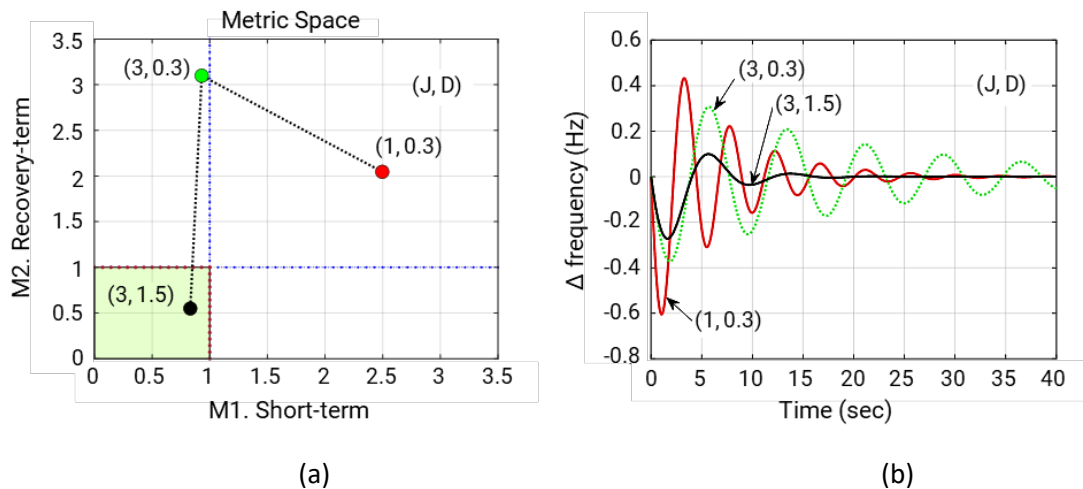 Metric Space
M2. Recovery-term
3.5
3
2.5
2
1.5
1
0.5
0
(3, 0.3)
(J, D)
(1, 0.3)
(3, 1.5)
0 0.5 1 1.5 2 2.5 3 3.5
M1. Short-term
(a)
Δ frequency (Hz)
0.6
0.4
0.2
0
-0.2
-0.4
-0.6
-0.8
(3, 0.3)
(J, D)
(3, 1.5)
(1, 0.3)
0 5 10 15 20 25 30 35 40
Time (sec)
(b)